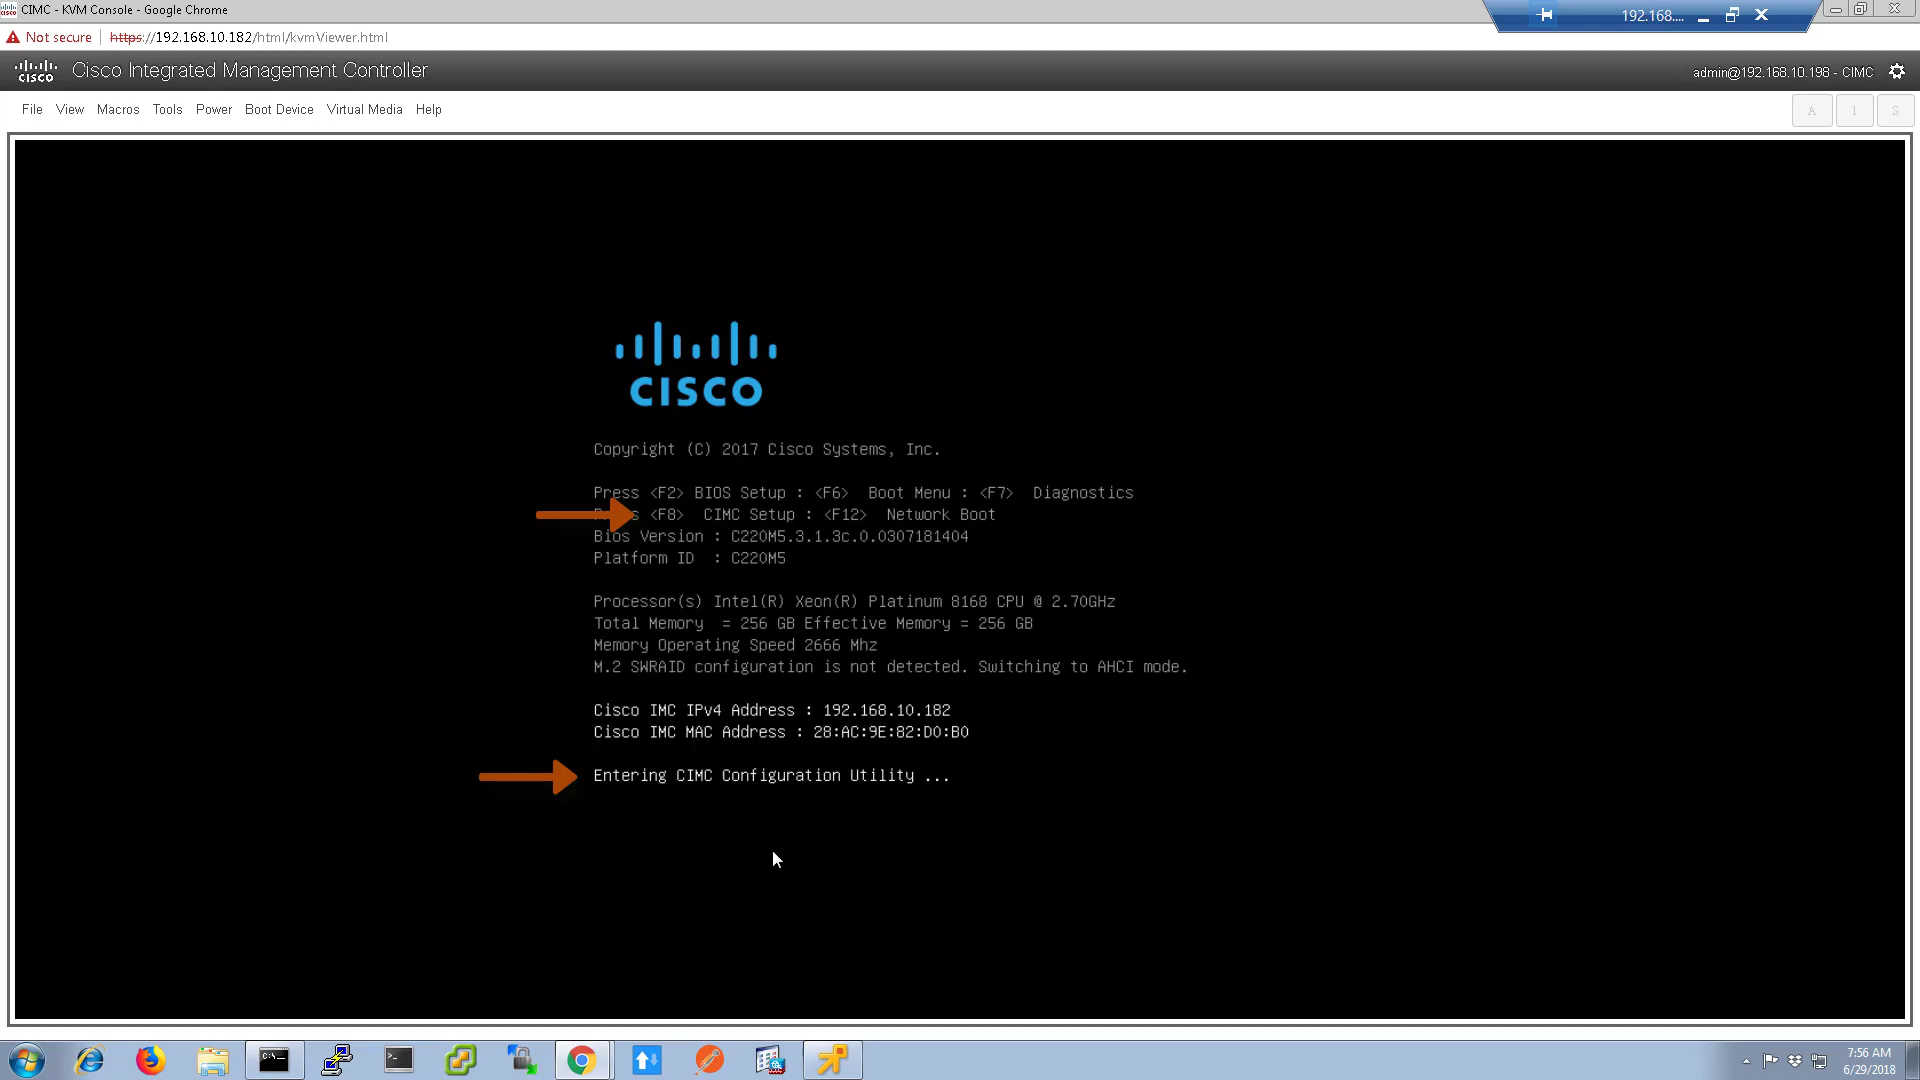 CIMC - KVM Console - Google Chrome
192.168....
Not secure https://192.168.10.182/html/kvmViewer.html
CISCO Cisco Integrated Management Controller
admin@192.168.10.198 - CIMC
File View Macros Tools Power Boot Device Virtual Media Help
A 1 S
CISCO
Copyright (C) 2017 Cisco Systems, Inc.
Press <F2> BIOS Setup : <F6> Boot Menu : <F7> Diagnostics
<F8> CIMC Setup : <F12> Network Boot
Bios Version : C220M5.3.1.3c.0.0307181404
Platform ID : C220M5
Processor(s) Intel(R) Xeon(R) Platinum 8168 CPU @ 2.70GHz
Total Memory = 256 GB Effective Memory = 256 GB
Memory Operating Speed 2666 Mhz
M.2 SWRAID configuration is not detected. Switching to AHCI mode.
Cisco IMC IPv4 Address : 192.168.10.182
Cisco IMC MAC Address : 28:AC:9E:82:D0:B0
Entering CIMC Configuration Utility ...
7:56 AM
6/29/2018